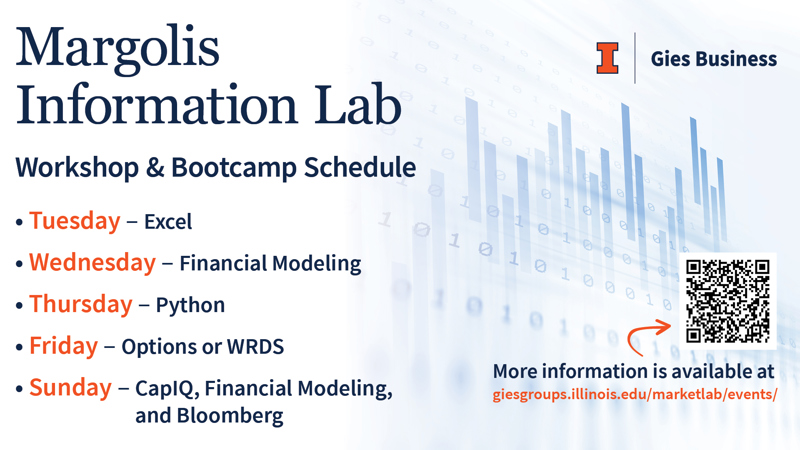 Margolis
Information Lab
Workshop & Bootcamp Schedule
• Tuesday – Excel
• Wednesday – Financial Modeling
• Thursday – Python
• Friday – Options or WRDS
• Sunday – CapIQ, Financial Modeling,
and Bloomberg
I | Gies Business
More information is available at
giesgroups.illinois.edu/marketlab/events/